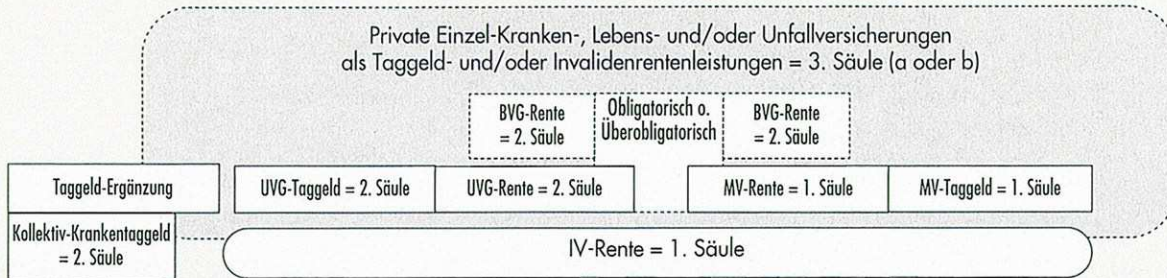 Private Einzel-Kranken-, Lebens- und/oder Unfallversicherungen
als Taggeld- und/oder Invalidenrentenleistungen = 3. Säule (a oder b)
BVG-Rente
= 2. Säule
Obligatorisch o.
Überobligatorisch
BVG-Rente
= 2. Säule
Taggeld-Ergänzung
UVG-Taggeld = 2. Säule
UVG-Rente = 2. Säule
MV-Rente = 1. Säule
MV-Taggeld = 1. Säule
Kollektiv-Krankentaggeld
= 2. Säule
IV-Rente = 1. Säule